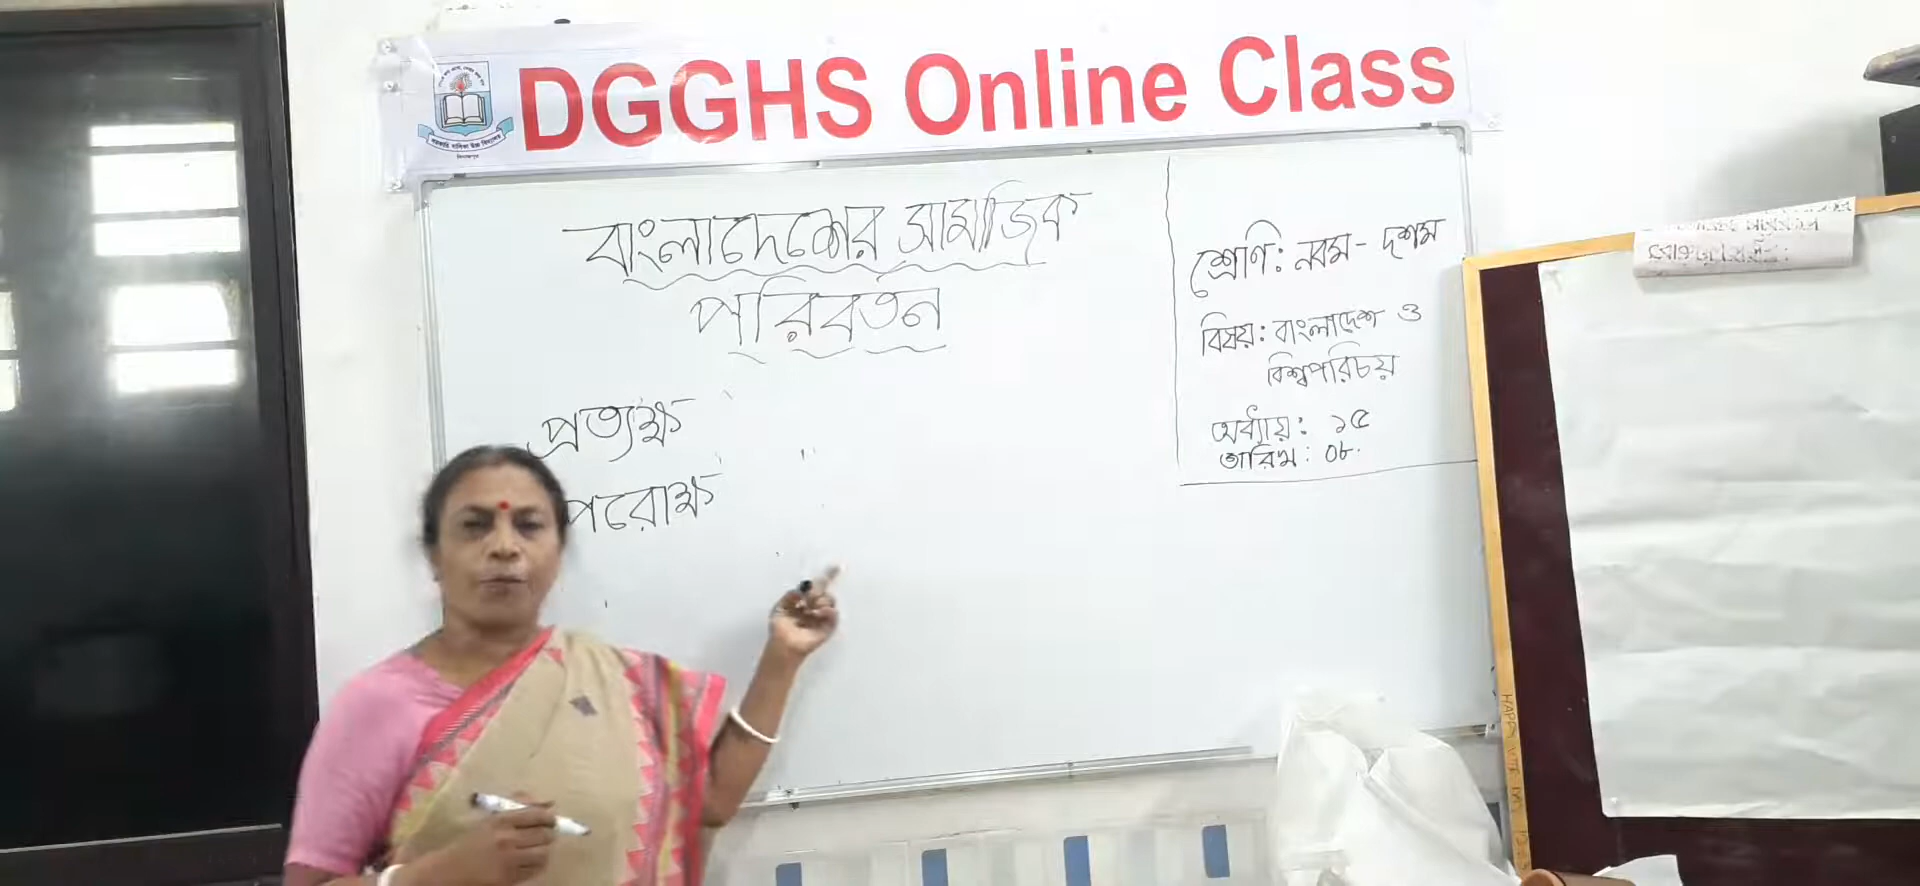 DGGHS Online Class
বাংলাদেশের সামাজিক
পরিবর্তন
প্রত্যক্ষ
পরোক্ষ
শ্রেণি: নবম - দশম
বিষয়: বাংলাদেশ ও
বিশ্বপরিচয়
অধ্যায়: ১৫
তারিখ: ০৮.